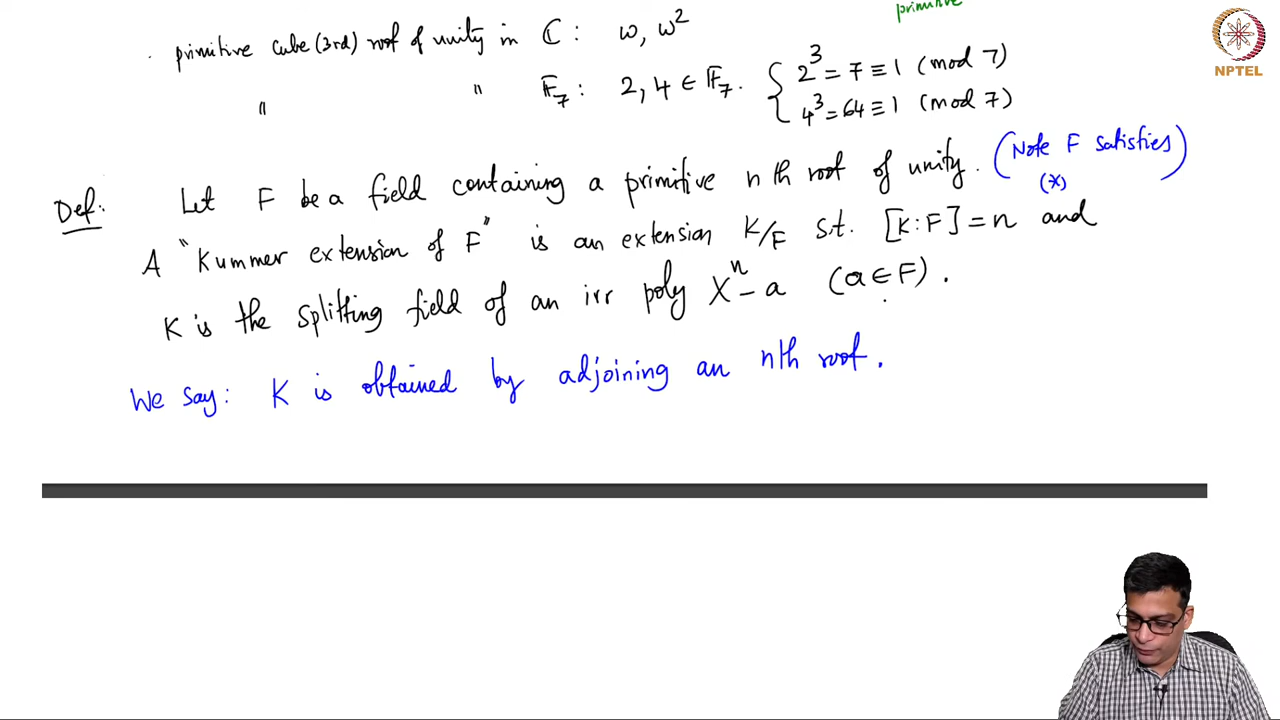 primitive
NPTEL
· primitive cube (3rd) root of unity in ℂ : ω, ω²
" " 𝔽₇ : 2, 4 ∈ 𝔽₇. { 2³ = 7 ≡ 1 (mod 7)
4³ = 64 ≡ 1 (mod 7)
Def: Let F be a field containing a primitive nth root of unity. (Note F satisfies (*))
A "Kummer extension of F" is an extension K/F s.t. [K:F] = n and
K is the splitting field of an irr poly Xⁿ - a (a ∈ F).
We say: K is obtained by adjoining an nth root.